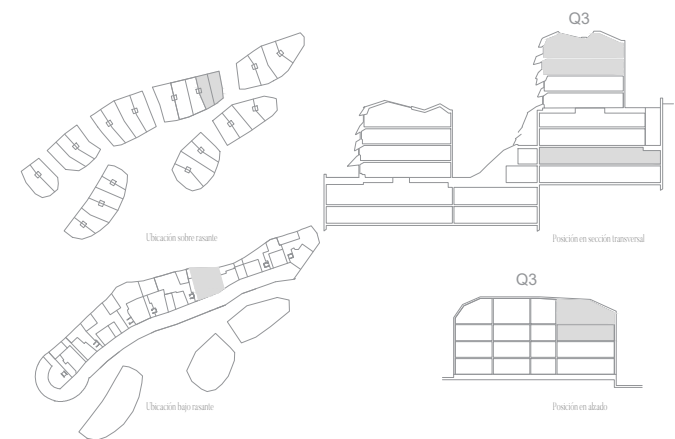 Q3
Ubicación sobre rasante
Posición en sección transversal
Q3
Ubicación bajo rasante
Posición en alzado